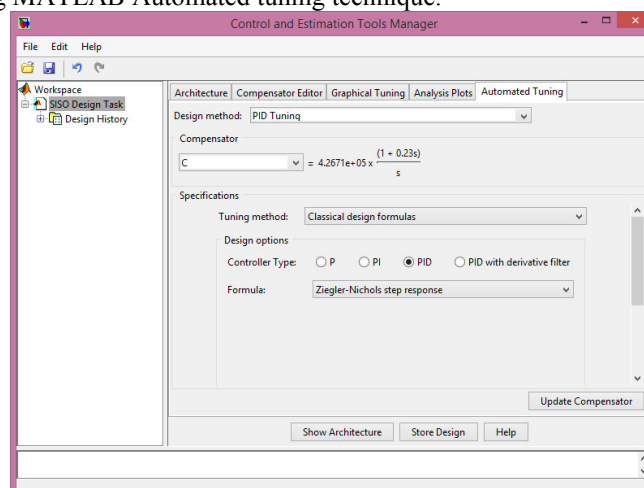 g MATLAB Automated tuning technique.
Control and Estimation Tools Manager
File Edit Help
Workspace
SISO Design Task
Design History
Architecture Compensator Editor Graphical Tuning Analysis Plots Automated Tuning
Design method: PID Tuning
Compensator
C = 4.2671e+05 x (1 + 0.23s)
s
Specifications
Tuning method: Classical design formulas
Design options
Controller Type: P PI PID PID with derivative filter
Formula: Ziegler-Nichols step response
Update Compensator
Show Architecture Store Design Help